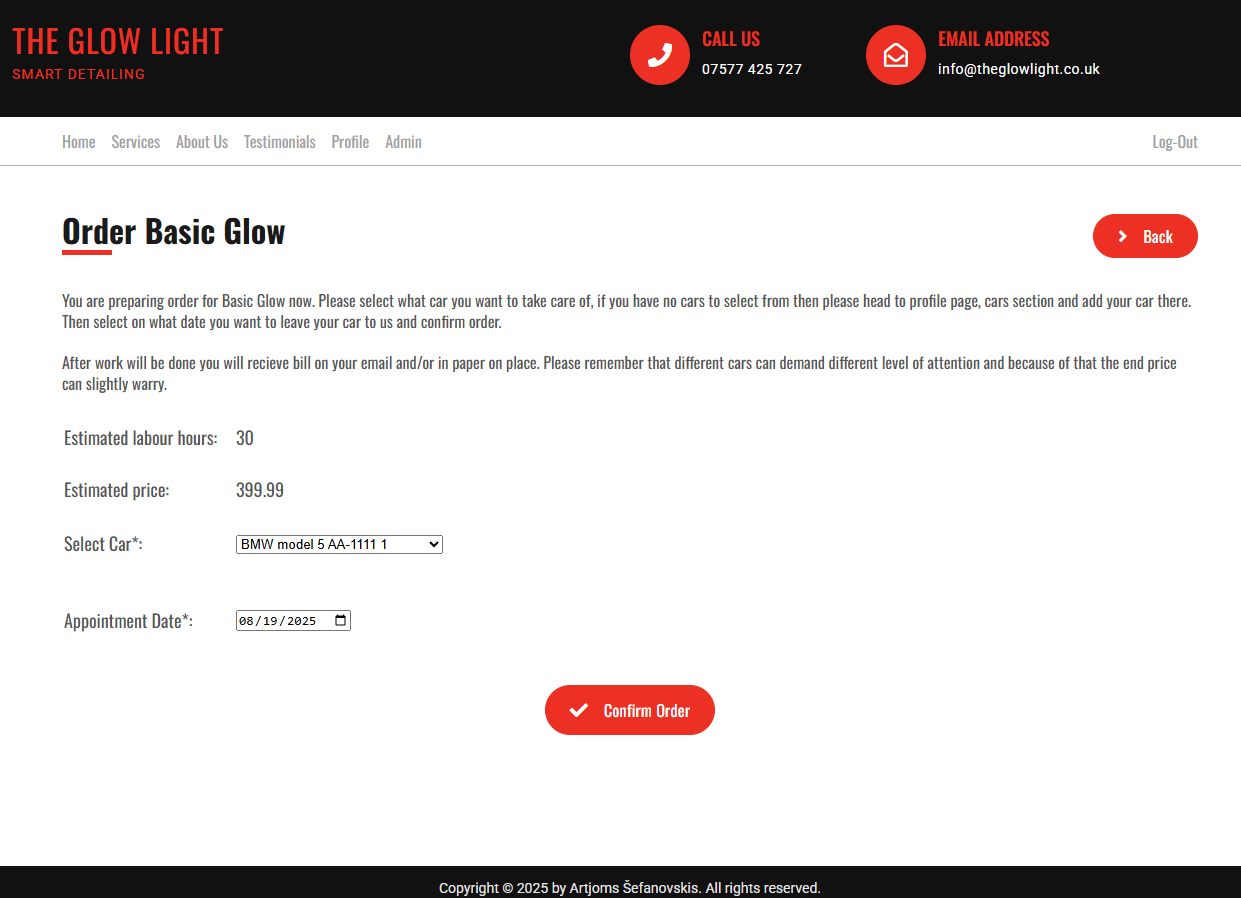 THE GLOW LIGHT
SMART DETAILING
CALL US
07577 425 727
EMAIL ADDRESS
info@theglowlight.co.uk
Home Services About Us Testimonials Profile Admin Log-Out
Order Basic Glow
Back
You are preparing order for Basic Glow now. Please select what car you want to take care of, if you have no cars to select from then please head to profile page, cars section and add your car there.
Then select on what date you want to leave your car to us and confirm order.
After work will be done you will recieve bill on your email and/or in paper on place. Please remember that different cars can demand different level of attention and because of that the end price
can slightly warry.
Estimated labour hours: 30
Estimated price: 399.99
Select Car*: BMW model 5 AA-1111 1
Appointment Date*: 08/19/2025
Confirm Order
Copyright © 2025 by Artjoms Šefanovskis. All rights reserved.